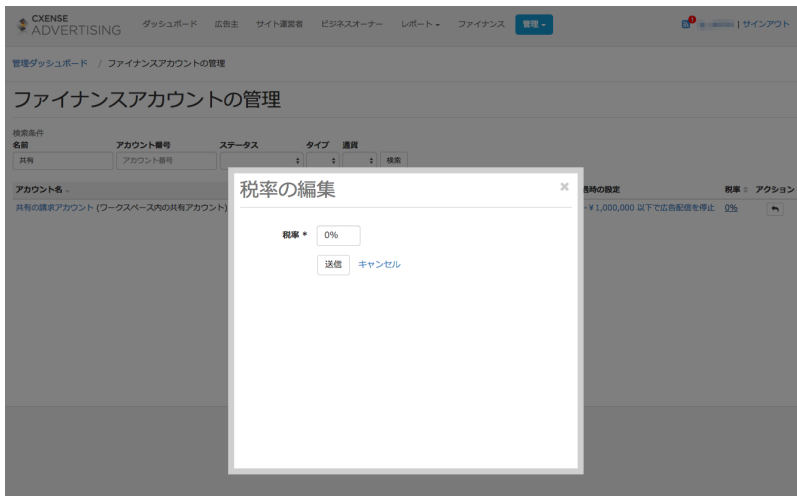 CXENSE
ADVERTISING ダッシュボード 広告主 サイト運営者 ビジネスオーナー レポート ファイナンス 管理 1 | サインアウト
管理ダッシュボード / ファイナンスアカウントの管理
ファイナンスアカウントの管理
検索条件
名前 アカウント番号 ステータス タイプ 通貨
共有 アカウント番号 検索
アカウント名 時の設定 税率 アクション
共有の請求アカウント (ワークスペース内の共有アカウント) -¥1,000,000 以下で広告配信を停止 0%
税率の編集 ×
税率 * 0%
送信 キャンセル